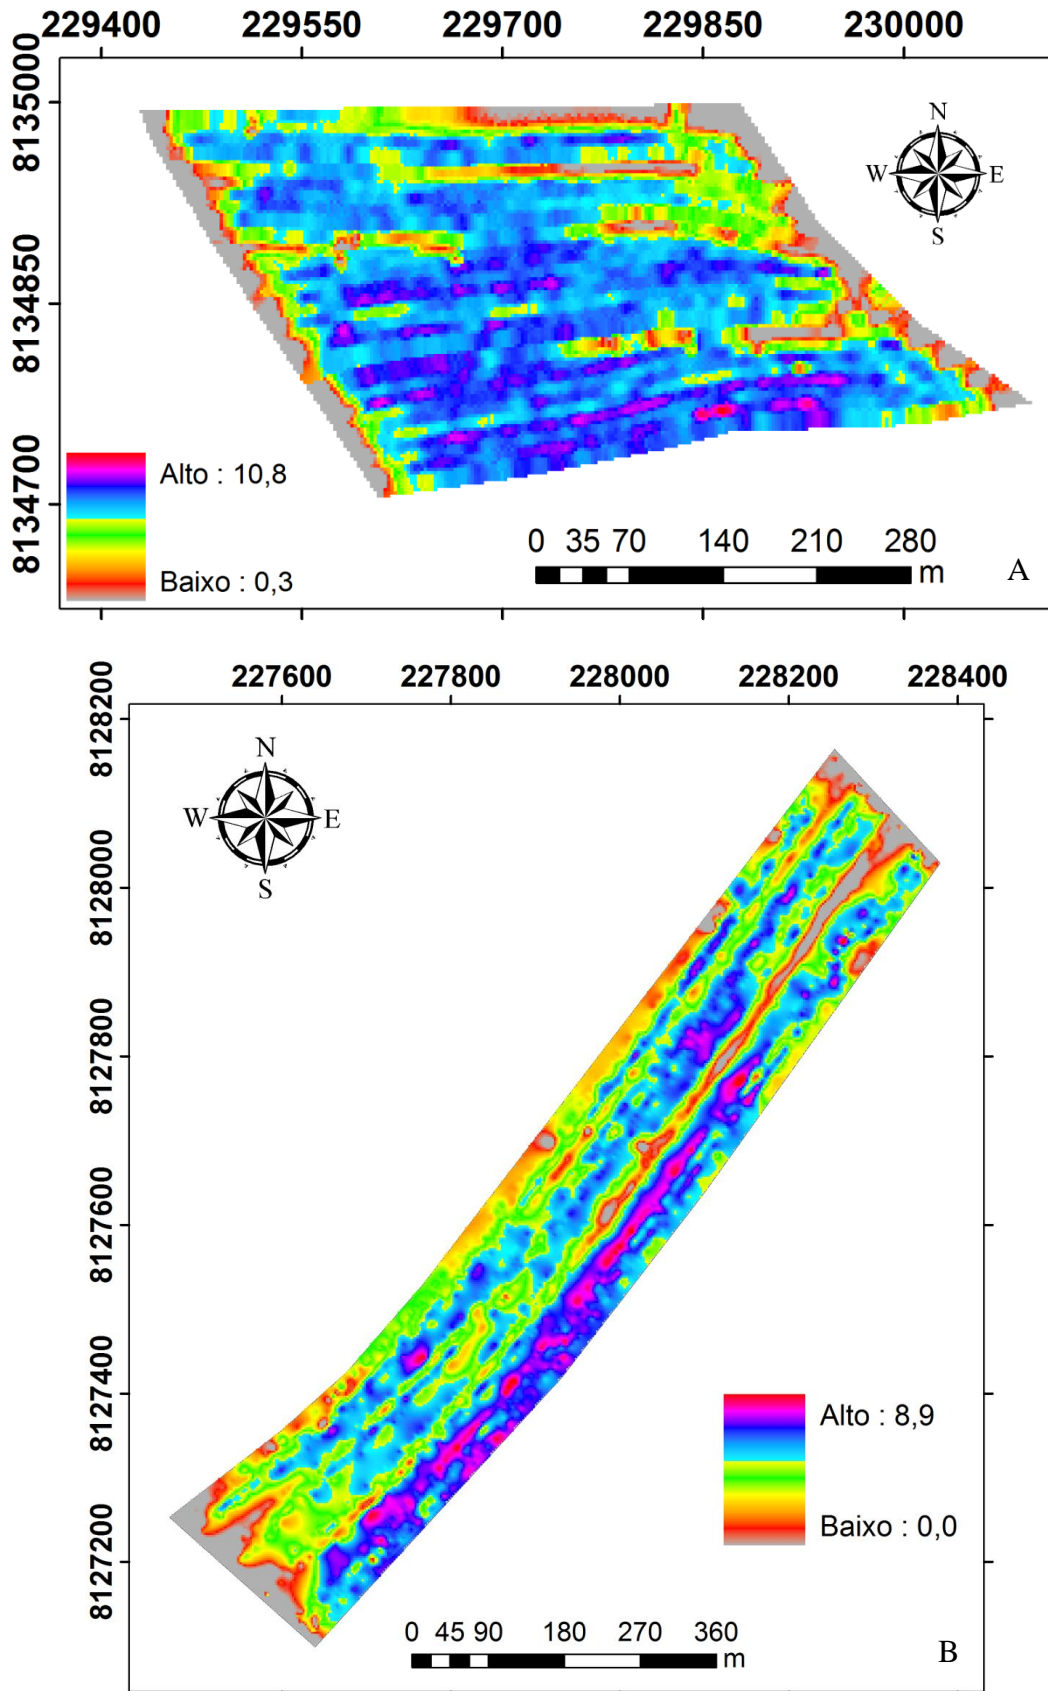 229400 229550 229700 229850 230000
8135000
8134850
8134700
N
W E
S
Alto : 10,8
Baixo : 0,3
0 35 70 140 210 280
m
A
227600 227800 228000 228200 228400
8128200
8128000
8127800
8127600
8127400
8127200
N
W E
S
Alto : 8,9
Baixo : 0,0
0 45 90 180 270 360
m
B